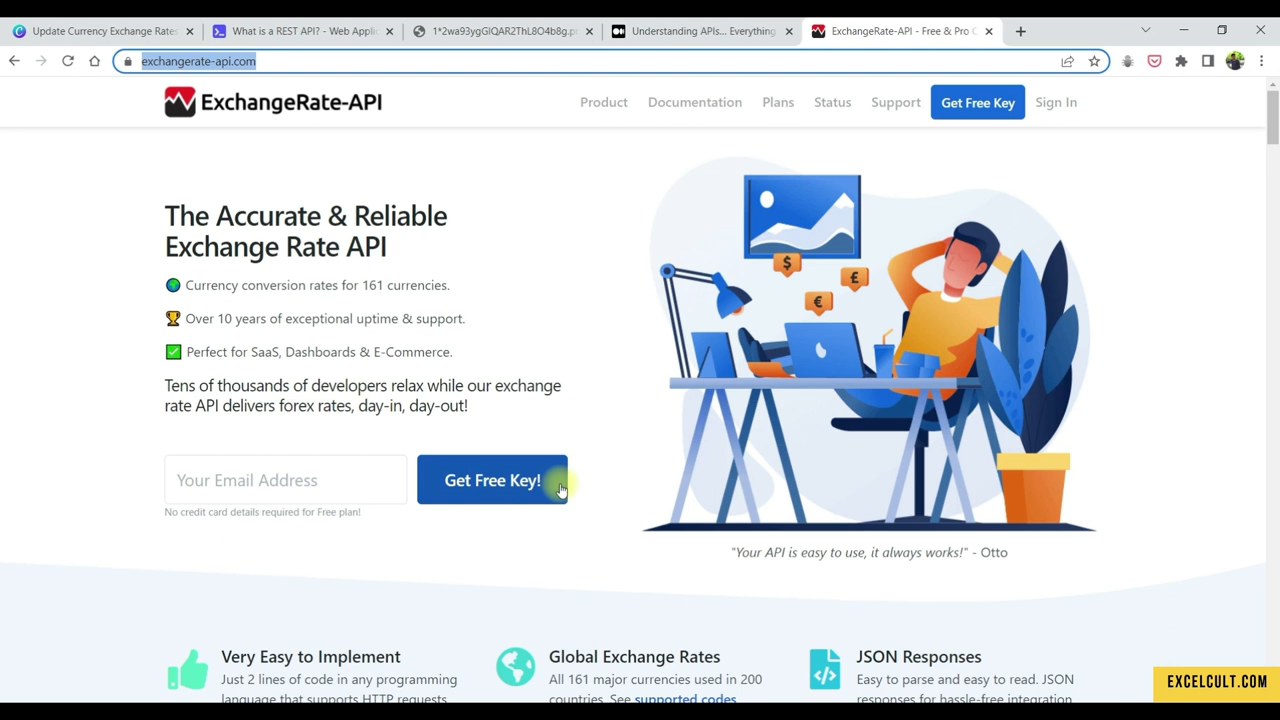 Update Currency Exchange Rates
What is a REST API? - Web Appli
1*2wa93ygGIQAR2ThL8O4b8g.p
Understanding APIs... Everything
ExchangeRate-API - Free & Pro C
exchangerate-api.com
ExchangeRate-API
Product
Documentation
Plans
Status
Support
Get Free Key
Sign In
The Accurate & Reliable
Exchange Rate API
Currency conversion rates for 161 currencies.
Over 10 years of exceptional uptime & support.
Perfect for SaaS, Dashboards & E-Commerce.
Tens of thousands of developers relax while our exchange
rate API delivers forex rates, day-in, day-out!
Your Email Address
Get Free Key!
No credit card details required for Free plan!
$
£
€
"Your API is easy to use, it always works!" - Otto
Very Easy to Implement
Just 2 lines of code in any programming
language that supports HTTP requests.
Global Exchange Rates
All 161 major currencies used in 200
countries. See supported codes.
JSON Responses
Easy to parse and easy to read. JSON
responses for hassle-free integration.
EXCELCULT.COM